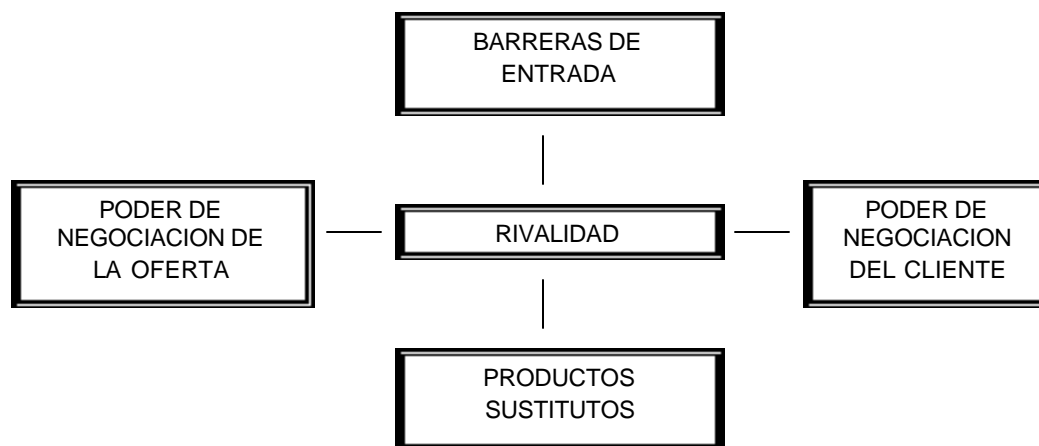 BARRERAS DE
ENTRADA
PODER DE
NEGOCIACION DE
LA OFERTA
RIVALIDAD
PODER DE
NEGOCIACION
DEL CLIENTE
PRODUCTOS
SUSTITUTOS